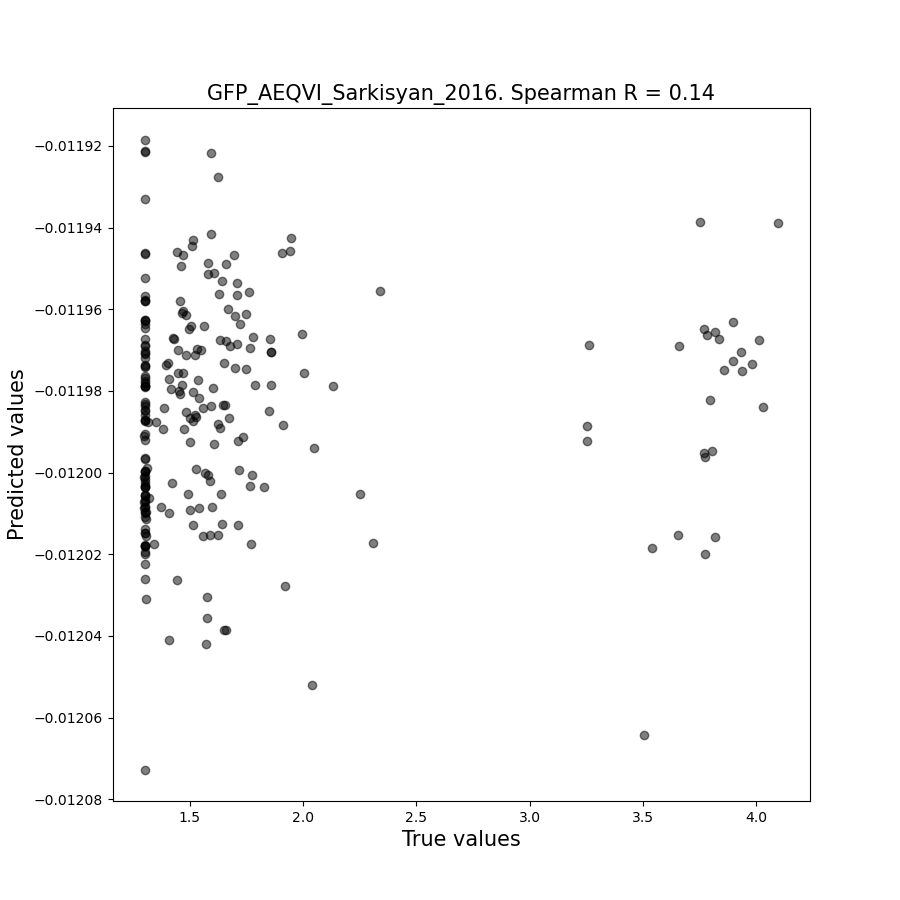 GFP_AEQVI_Sarkisyan_2016. Spearman R = 0.14
−0.01192
−0.01194
−0.01196
−0.01198
−0.01200
−0.01202
−0.01204
−0.01206
−0.01208
Predicted values
1.5 2.0 2.5 3.0 3.5 4.0
True values